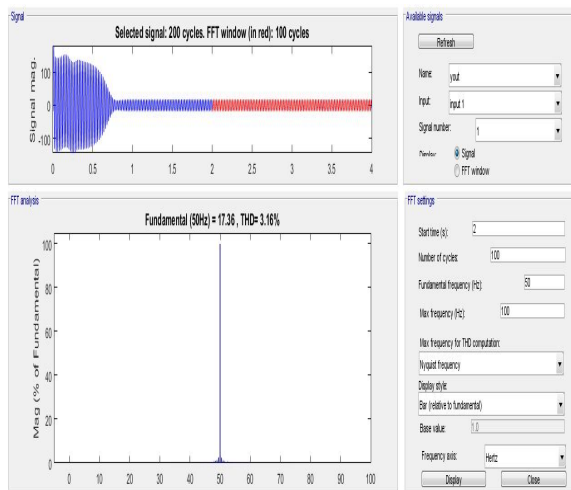 Signal
Selected signal: 200 cycles. FFT window (in red): 100 cycles
Signal mag.
100
0
-100
0 0.5 1 1.5 2 2.5 3 3.5 4
FFT analysis
Fundamental (50Hz) = 17.36 , THD= 3.16%
Mag (% of Fundamental)
100
80
60
40
20
0
0 10 20 30 40 50 60 70 80 90 100
Available signals
Refresh
Name: yout
Input: input 1
Signal number: 1
Display: Signal
FFT window
FFT settings
Start time (s): 2
Number of cycles: 100
Fundamental frequency (Hz): 50
Max frequency (Hz): 100
Max frequency for THD computation:
Nyquist frequency
Display style:
Bar (relative to fundamental)
Base value: 1.0
Frequency axis: Hertz
Display Close